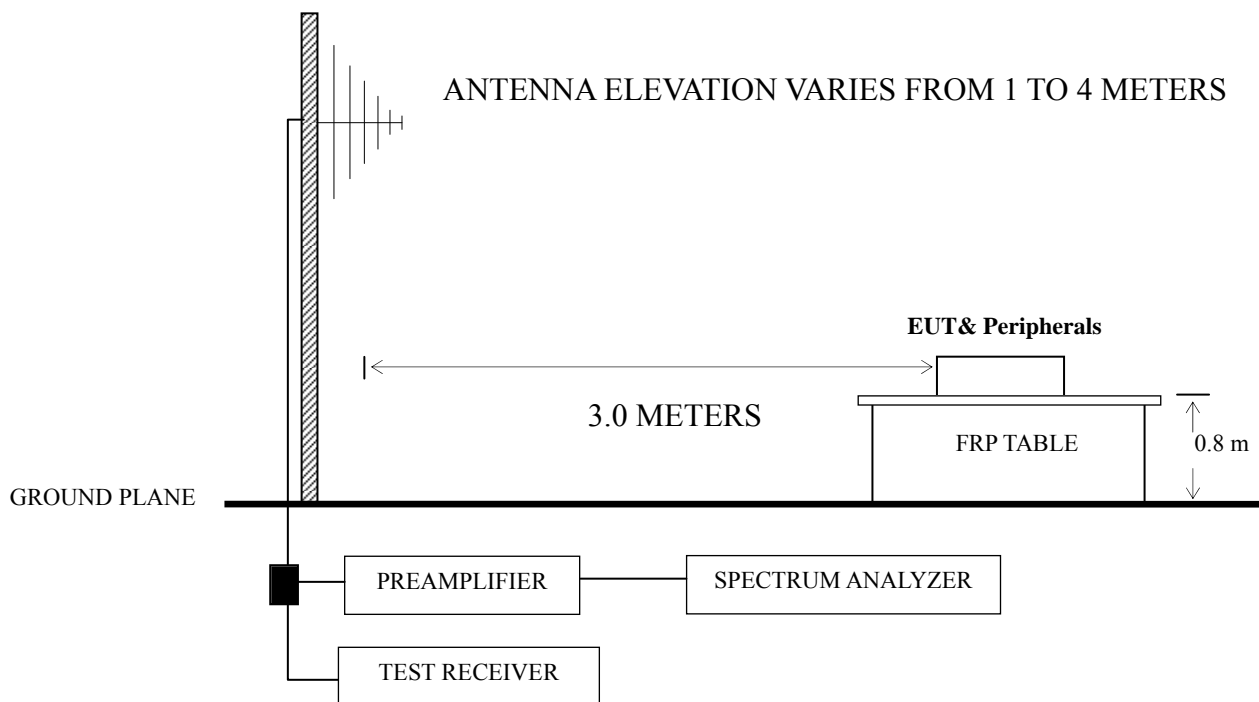 ANTENNA ELEVATION VARIES FROM 1 TO 4 METERS
EUT& Peripherals
3.0 METERS
FRP TABLE
0.8 m
GROUND PLANE
PREAMPLIFIER
SPECTRUM ANALYZER
TEST RECEIVER